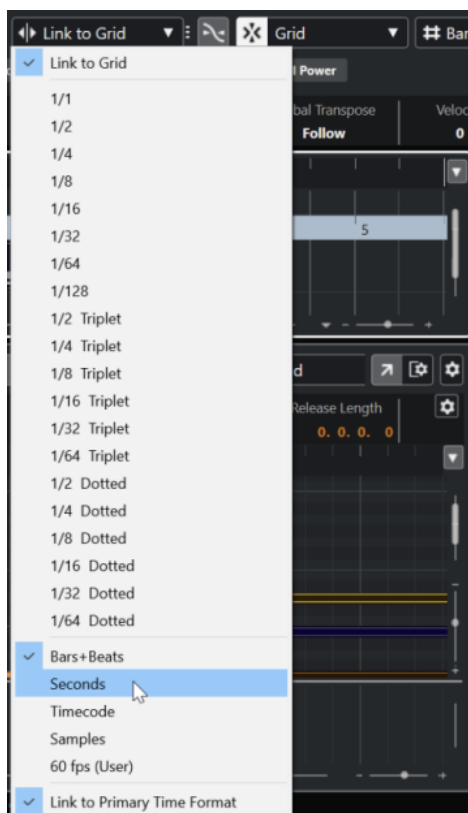 Link to Grid
Grid
Bar
Link to Grid
l Power
1/1
1/2
bal Transpose
Veloc
Follow
0
1/4
1/8
1/16
1/32
5
1/64
1/128
1/2 Triplet
1/4 Triplet
d
1/8 Triplet
1/16 Triplet
Release Length
1/32 Triplet
0. 0. 0. 0
1/64 Triplet
1/2 Dotted
1/4 Dotted
1/8 Dotted
1/16 Dotted
1/32 Dotted
1/64 Dotted
Bars+Beats
Seconds
Timecode
Samples
60 fps (User)
Link to Primary Time Format